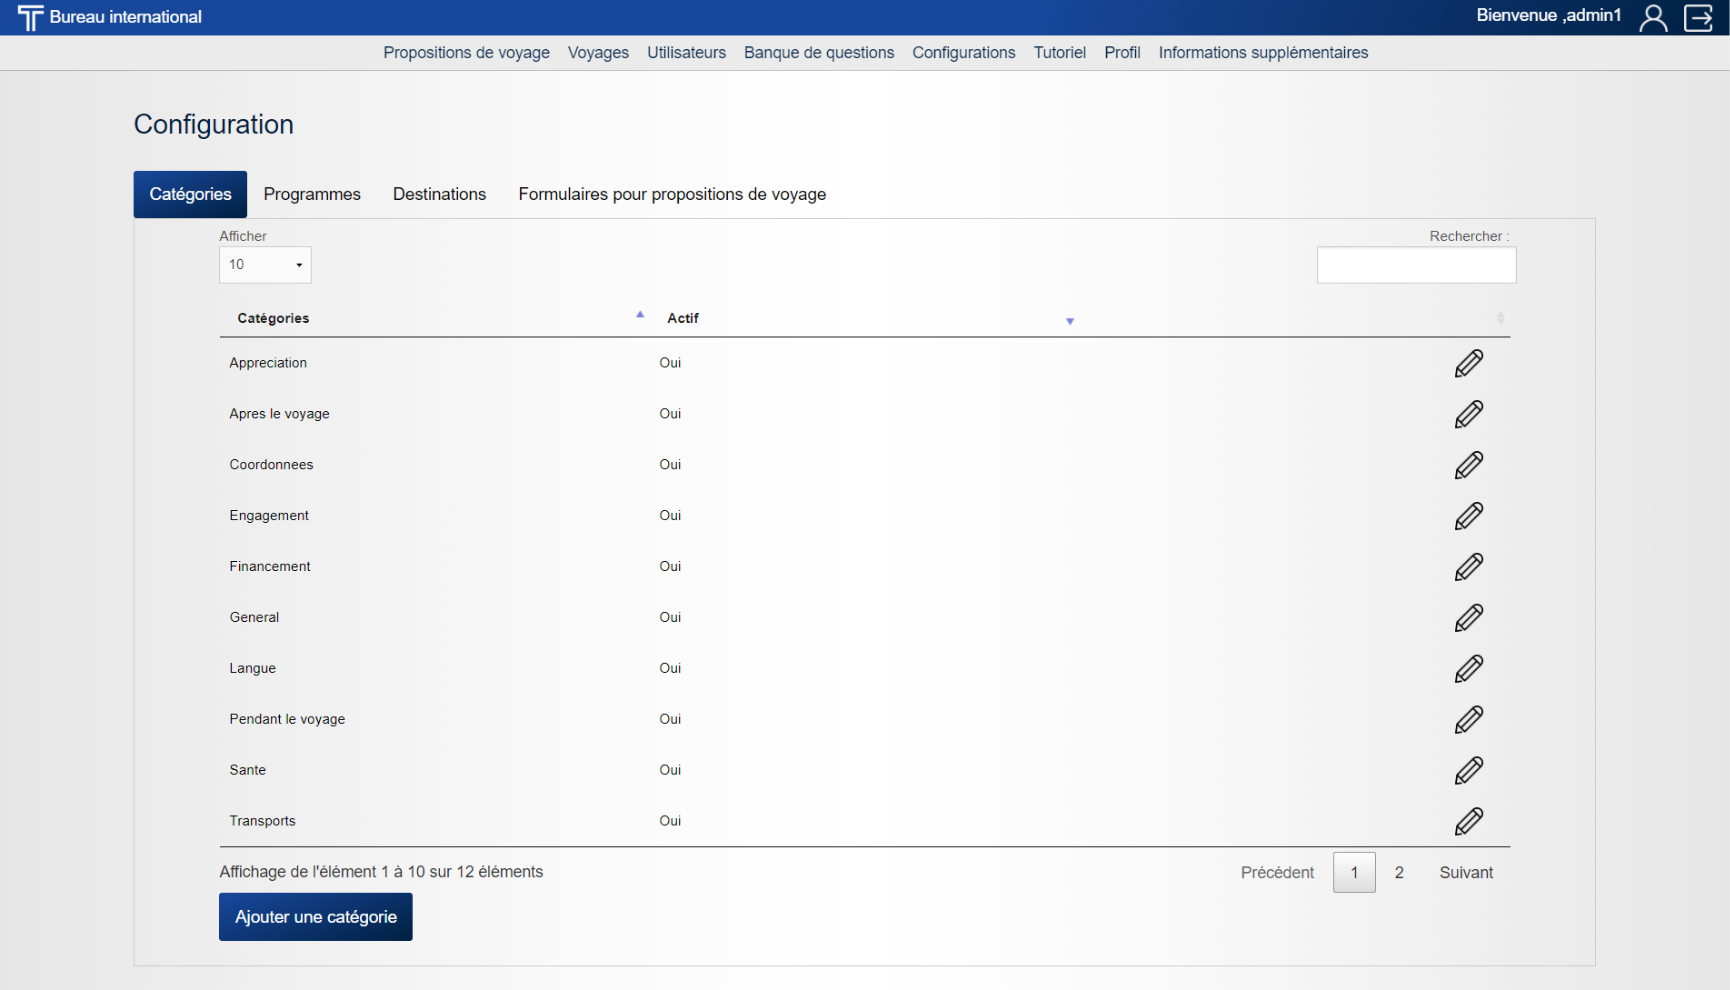 Bureau international
Bienvenue ,admin1
Propositions de voyage Voyages Utilisateurs Banque de questions Configurations Tutoriel Profil Informations supplémentaires
Configuration
Catégories Programmes Destinations Formulaires pour propositions de voyage
Afficher
Rechercher :
10
Catégories Actif
Appreciation Oui
Apres le voyage Oui
Coordonnees Oui
Engagement Oui
Financement Oui
General Oui
Langue Oui
Pendant le voyage Oui
Sante Oui
Transports Oui
Affichage de l'élément 1 à 10 sur 12 éléments
Précédent 1 2 Suivant
Ajouter une catégorie